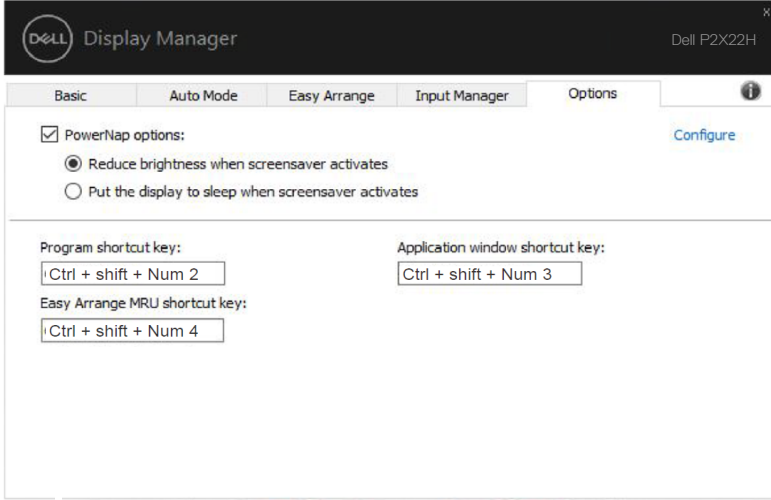 DELL Display Manager
X
Dell P2X22H
Basic Auto Mode Easy Arrange Input Manager Options
PowerNap options: Configure
Reduce brightness when screensaver activates
Put the display to sleep when screensaver activates
Program shortcut key: Application window shortcut key:
Ctrl + shift + Num 2 Ctrl + shift + Num 3
Easy Arrange MRU shortcut key:
Ctrl + shift + Num 4